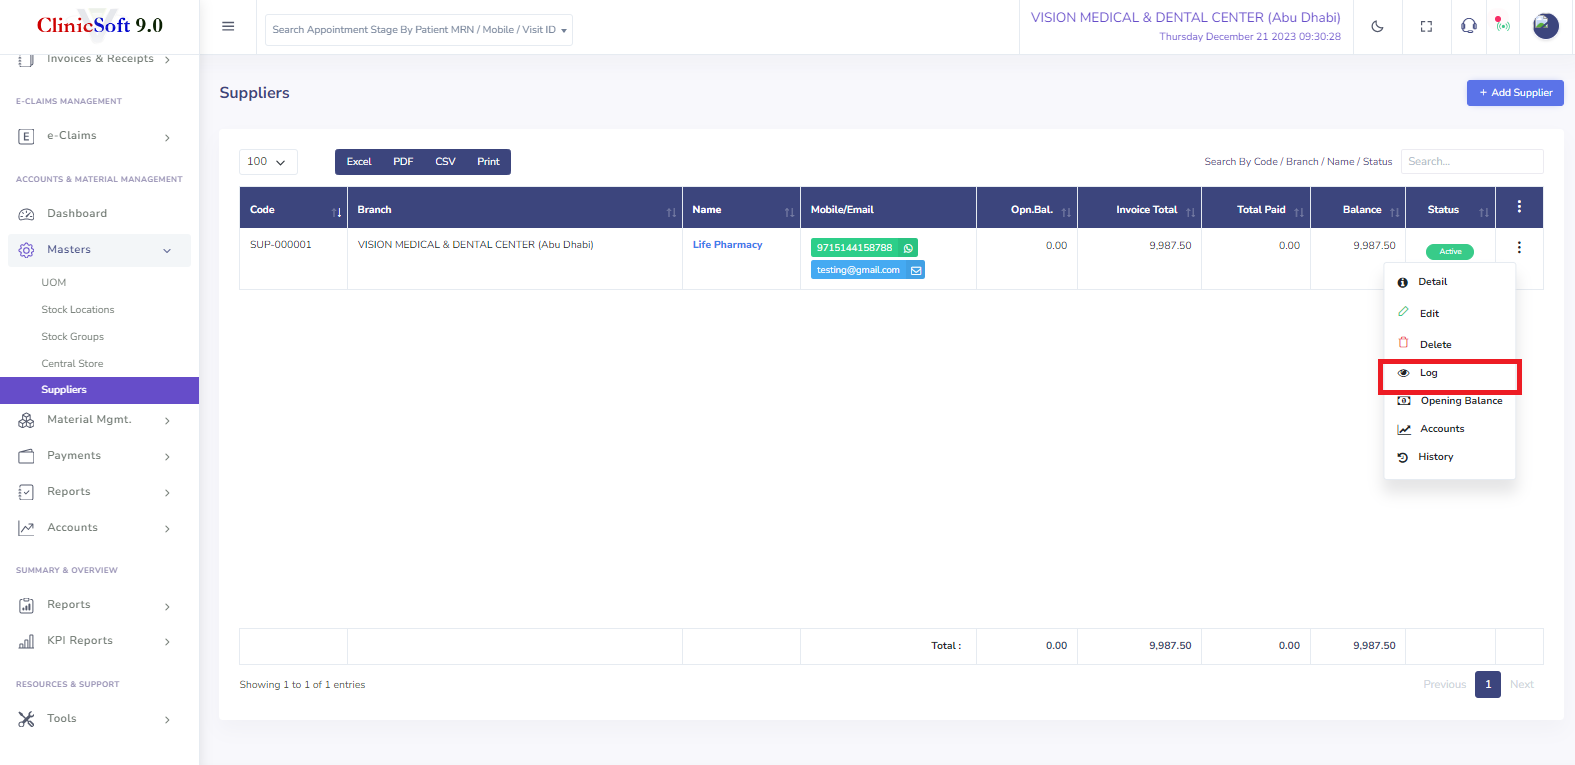 ClinicSoft 9.0
Search Appointment Stage By Patient MRN / Mobile / Visit ID
VISION MEDICAL & DENTAL CENTER (Abu Dhabi)
Thursday December 21 2023 09:30:28
Invoices & Receipts
E-CLAIMS MANAGEMENT
e-Claims
ACCOUNTS & MATERIAL MANAGEMENT
Dashboard
Masters
UOM
Stock Locations
Stock Groups
Central Store
Suppliers
Material Mgmt.
Payments
Reports
Accounts
SUMMARY & OVERVIEW
Reports
KPI Reports
RESOURCES & SUPPORT
Tools
Suppliers
+ Add Supplier
100
Excel PDF CSV Print
Search By Code / Branch / Name / Status Search...
Code Branch Name Mobile/Email Opn.Bal. Invoice Total Total Paid Balance Status
SUP-000001 VISION MEDICAL & DENTAL CENTER (Abu Dhabi) Life Pharmacy 9715144158788 0.00 9,987.50 0.00 9,987.50 Active
testing@gmail.com
Detail
Edit
Delete
Log
Opening Balance
Accounts
History
Total : 0.00 9,987.50 0.00 9,987.50
Showing 1 to 1 of 1 entries
Previous 1 Next